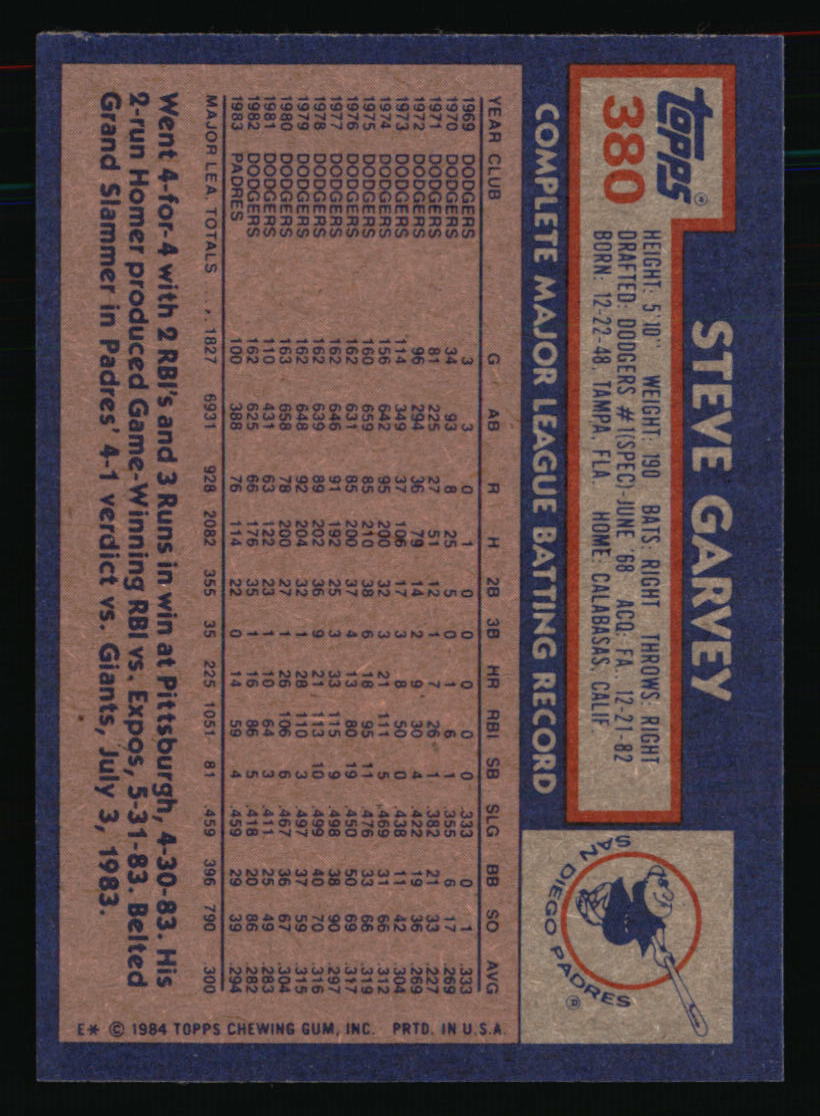 topps®
380
STEVE GARVEY
HEIGHT: 5'10" WEIGHT: 190 BATS: RIGHT THROWS: RIGHT
DRAFTED: DODGERS #1(SPEC)-JUNE '68 ACQ: F.A., 12-21-82
BORN: 12-22-48, TAMPA, FLA HOME: CALABASAS, CALIF.
SAN DIEGO PADRES ®
COMPLETE MAJOR LEAGUE BATTING RECORD
YEAR CLUB G AB R H 2B 3B HR RBI SB SLG BB SO AVG
1969 DODGERS 3 3 0 1 0 0 0 0 0 .333 0 1 .333
1970 DODGERS 34 93 8 25 5 0 1 6 1 .355 6 17 .269
1971 DODGERS 81 225 27 51 12 1 7 26 1 .382 21 33 .227
1972 DODGERS 96 294 36 79 14 2 9 30 4 .422 19 36 .269
1973 DODGERS 114 349 37 106 17 3 8 50 0 .438 11 42 .304
1974 DODGERS 156 642 95 200 32 3 21 111 5 .469 31 66 .312
1975 DODGERS 160 659 85 210 38 6 18 95 11 .476 33 66 .319
1976 DODGERS 162 631 85 200 37 4 13 80 19 .450 50 69 .317
1977 DODGERS 162 646 91 192 25 3 33 115 9 .498 38 90 .297
1978 DODGERS 162 639 89 202 36 9 21 113 10 .499 40 70 .316
1979 DODGERS 162 648 92 204 32 1 28 110 3 .497 37 59 .315
1980 DODGERS 163 658 78 200 27 1 26 106 6 .467 36 67 .304
1981 DODGERS 110 431 63 122 23 1 10 64 3 .411 25 49 .283
1982 DODGERS 162 625 66 176 35 1 16 86 5 .418 20 86 .282
1983 PADRES 100 388 76 114 22 0 14 59 4 .459 29 39 .294
MAJOR LEA. TOTALS .... 1827 6931 928 2082 355 35 225 1051 81 .459 396 790 .300
Went 4-for-4 with 2 RBI's and 3 Runs in win at Pittsburgh, 4-30-83. His
2-run Homer produced Game-Winning RBI vs. Expos, 5-31-83. Belted
Grand Slammer in Padres' 4-1 verdict vs. Giants, July 3, 1983.
E* © 1984 TOPPS CHEWING GUM, INC. PRTD. IN U.S.A.